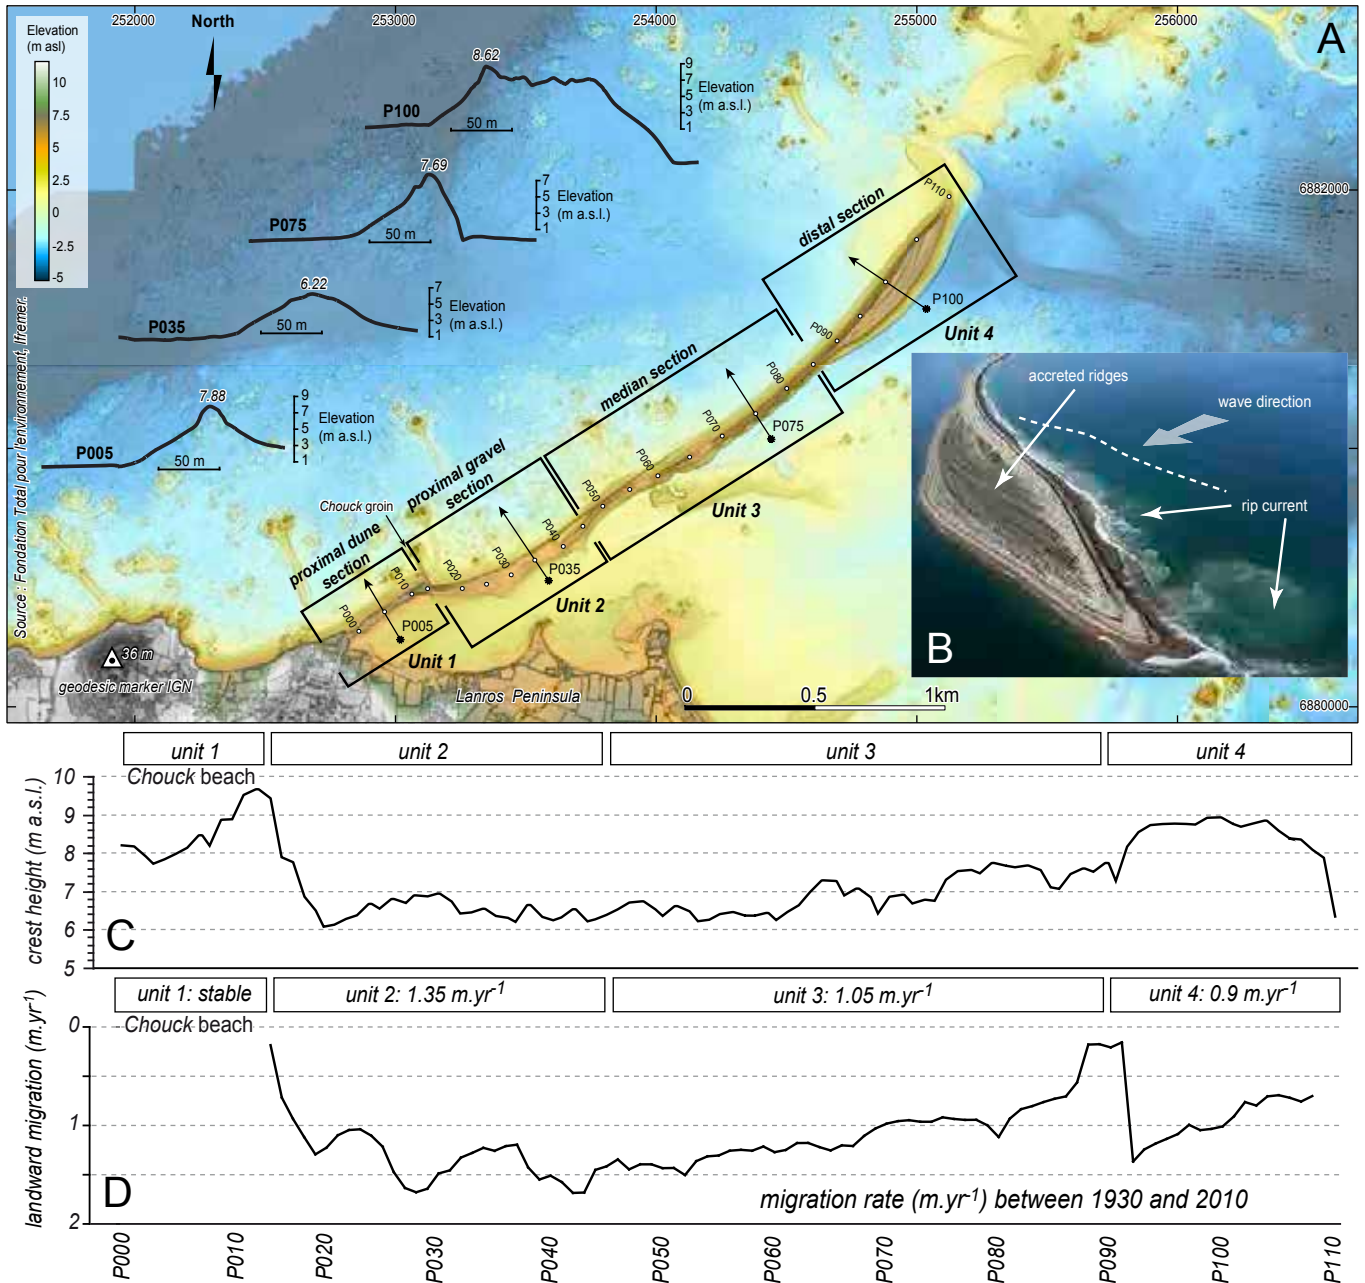 252000
253000
254000
255000
256000
A
Elevation
(m asl)
10
7.5
5
2.5
0
-2.5
-5
North
8.62
P100
50 m
9
7
5
3
1
Elevation
(m a.s.l.)
7.69
P075
50 m
7
5
3
1
Elevation
(m a.s.l.)
6.22
P035
50 m
7
5
3
1
Elevation
(m a.s.l.)
7.88
P005
50 m
9
7
5
3
1
Elevation
(m a.s.l.)
Source : Fondation Total pour l'environnement, Ifremer.
6882000
6880000
distal section
median section
proximal gravel
section
proximal dune
section
Chouck groin
P110
P100
P090
Unit 4
P080
P075
P070
P060
Unit 3
P050
P040
P035
P030
Unit 2
P020
P010
P005
P000
Unit 1
36 m
geodesic marker IGN
Lanros Peninsula
0
0.5
1km
accreted ridges
wave direction
rip current
B
unit 1
unit 2
unit 3
unit 4
Chouck beach
crest height (m a.s.l.)
10
9
8
7
6
5
C
unit 1: stable
unit 2: 1.35 m.yr-1
unit 3: 1.05 m.yr-1
unit 4: 0.9 m.yr-1
Chouck beach
landward migration (m.yr-1)
0
1
2
D
migration rate (m.yr-1) between 1930 and 2010
P000
P010
P020
P030
P040
P050
P060
P070
P080
P090
P100
P110